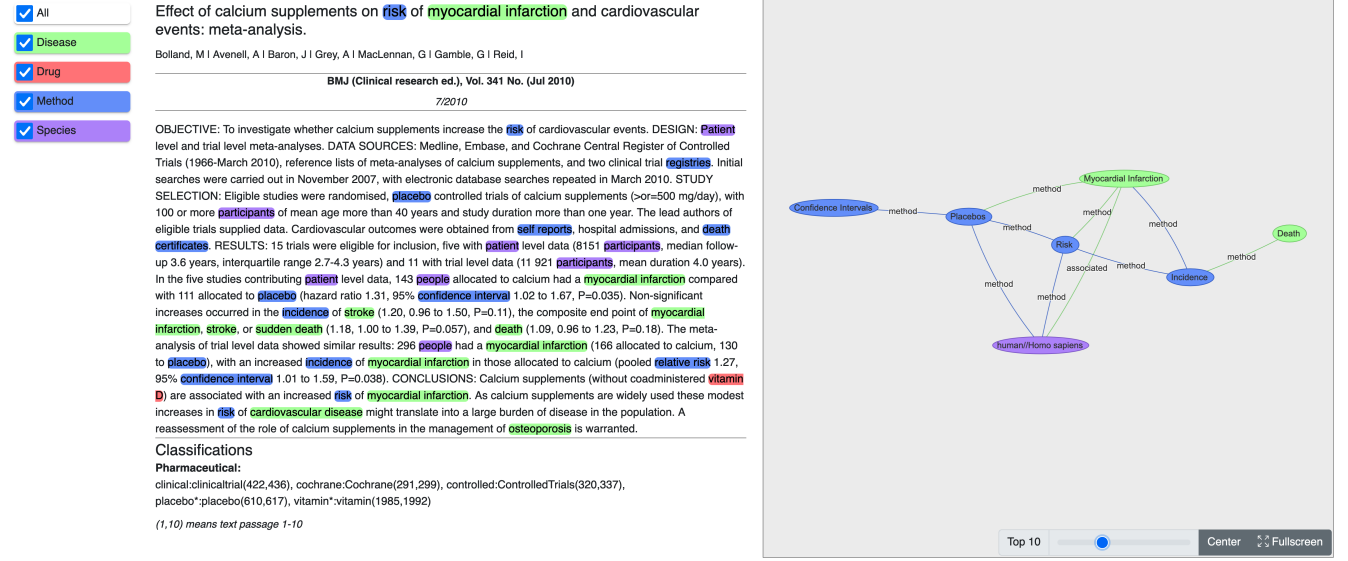 All
Disease
Drug
Method
Species
Effect of calcium supplements on risk of myocardial infarction and cardiovascular
events: meta-analysis.
Bolland, M | Avenell, A | Baron, J | Grey, A | MacLennan, G | Gamble, G | Reid, I
BMJ (Clinical research ed.), Vol. 341 No. (Jul 2010)
7/2010
OBJECTIVE: To investigate whether calcium supplements increase the risk of cardiovascular events. DESIGN: Patient
level and trial level meta-analyses. DATA SOURCES: Medline, Embase, and Cochrane Central Register of Controlled
Trials (1966-March 2010), reference lists of meta-analyses of calcium supplements, and two clinical trial registries. Initial
searches were carried out in November 2007, with electronic database searches repeated in March 2010. STUDY
SELECTION: Eligible studies were randomised, placebo controlled trials of calcium supplements (>or=500 mg/day), with
100 or more participants of mean age more than 40 years and study duration more than one year. The lead authors of
eligible trials supplied data. Cardiovascular outcomes were obtained from self reports, hospital admissions, and death
certificates. RESULTS: 15 trials were eligible for inclusion, five with patient level data (8151 participants, median follow-
up 3.6 years, interquartile range 2.7-4.3 years) and 11 with trial level data (11 921 participants, mean duration 4.0 years).
In the five studies contributing patient level data, 143 people allocated to calcium had a myocardial infarction compared
with 111 allocated to placebo (hazard ratio 1.31, 95% confidence interval 1.02 to 1.67, P=0.035). Non-significant
increases occurred in the incidence of stroke (1.20, 0.96 to 1.50, P=0.11), the composite end point of myocardial
infarction, stroke, or sudden death (1.18, 1.00 to 1.39, P=0.057), and death (1.09, 0.96 to 1.23, P=0.18). The meta-
analysis of trial level data showed similar results: 296 people had a myocardial infarction (166 allocated to calcium, 130
to placebo), with an increased incidence of myocardial infarction in those allocated to calcium (pooled relative risk 1.27,
95% confidence interval 1.01 to 1.59, P=0.038). CONCLUSIONS: Calcium supplements (without coadministered vitamin
D) are associated with an increased risk of myocardial infarction. As calcium supplements are widely used these modest
increases in risk of cardiovascular disease might translate into a large burden of disease in the population. A
reassessment of the role of calcium supplements in the management of osteoporosis is warranted.
Classifications
Pharmaceutical:
clinical:clinicaltrial(422,436), cochrane:Cochrane(291,299), controlled:ControlledTrials(320,337),
placebo*:placebo(610,617), vitamin*:vitamin(1985,1992)
(1,10) means text passage 1-10
Myocardial Infarction
method
Confidence Intervals
method
Placebos
method
method
method
Death
Risk
method
associated
method
Incidence
method
method
human//Homo sapiens
Top 10
Center
Fullscreen